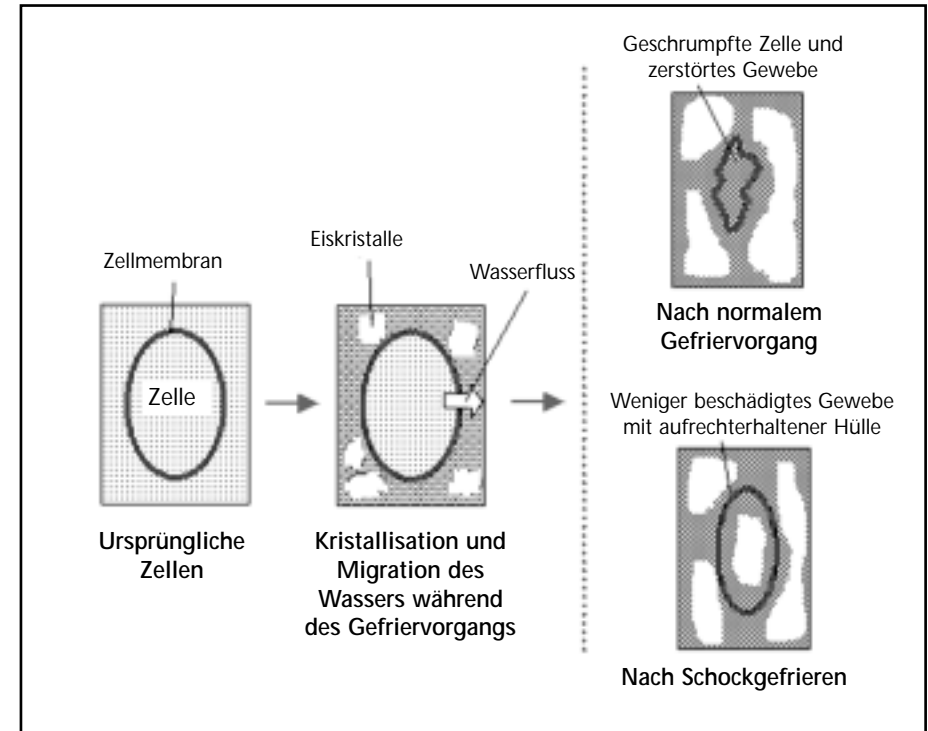 Zellmembran
Zelle
Ursprüngliche
Zellen
Eiskristalle
Wasserfluss
Kristallisation und
Migration des
Wassers während
des Gefriervorgangs
Geschrumpfte Zelle und
zerstörtes Gewebe
Nach normalem
Gefriervorgang
Weniger beschädigtes Gewebe
mit aufrechterhaltener Hülle
Nach Schockgefrieren